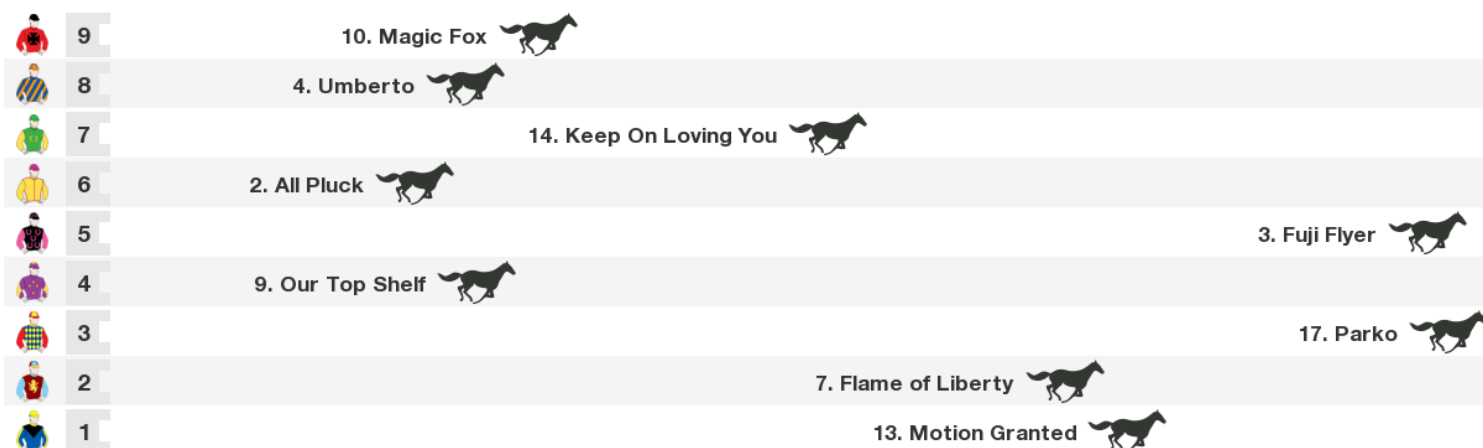 9 10. Magic Fox
8 4. Umberto
7 14. Keep On Loving You
6 2. All Pluck
5 3. Fuji Flyer
4 9. Our Top Shelf
3 17. Parko
2 7. Flame of Liberty
1 13. Motion Granted